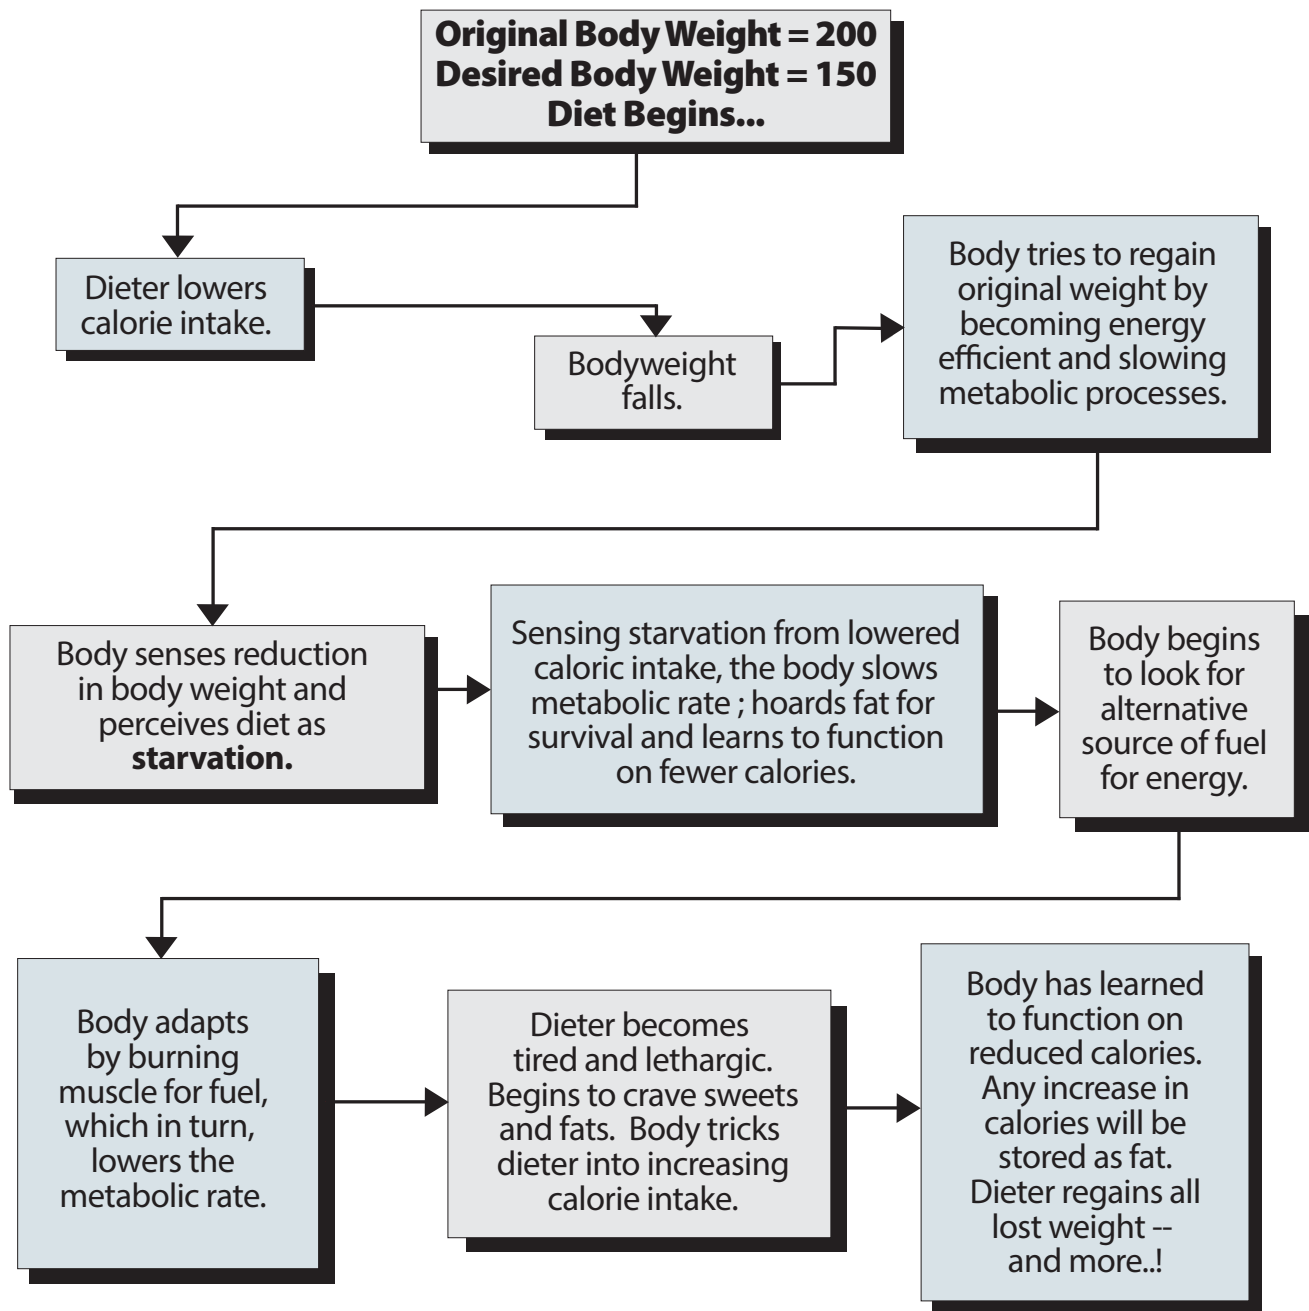 Original Body Weight = 200
Desired Body Weight = 150
Diet Begins...
Dieter lowers
calorie intake.
Bodyweight
falls.
Body tries to regain
original weight by
becoming energy
efficient and slowing
metabolic processes.
Body senses reduction
in body weight and
perceives diet as
starvation.
Sensing starvation from lowered
caloric intake, the body slows
metabolic rate ; hoards fat for
survival and learns to function
on fewer calories.
Body begins
to look for
alternative
source of fuel
for energy.
Body adapts
by burning
muscle for fuel,
which in turn,
lowers the
metabolic rate.
Dieter becomes
tired and lethargic.
Begins to crave sweets
and fats.  Body tricks
dieter into increasing
calorie intake.
Body has learned
to function on
reduced calories.
Any increase in
calories will be
stored as fat.
Dieter regains all
lost weight --
and more..!